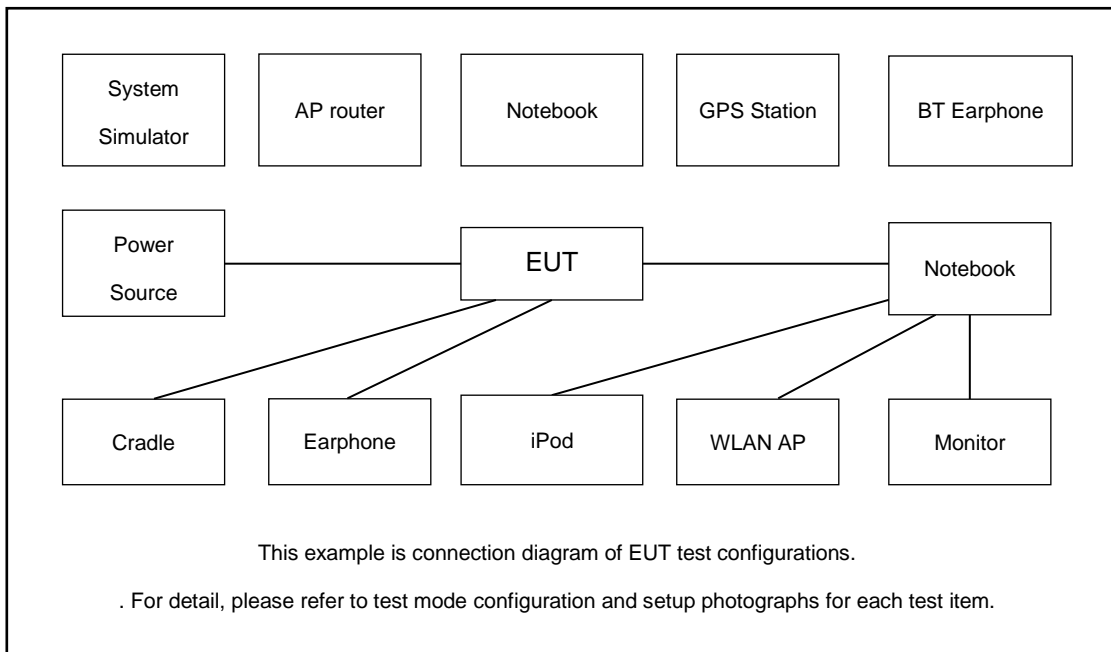 System
Simulator
AP router
Notebook
GPS Station
BT Earphone
Power
Source
EUT
Notebook
Cradle
Earphone
iPod
WLAN AP
Monitor
This example is connection diagram of EUT test configurations.
. For detail, please refer to test mode configuration and setup photographs for each test item.